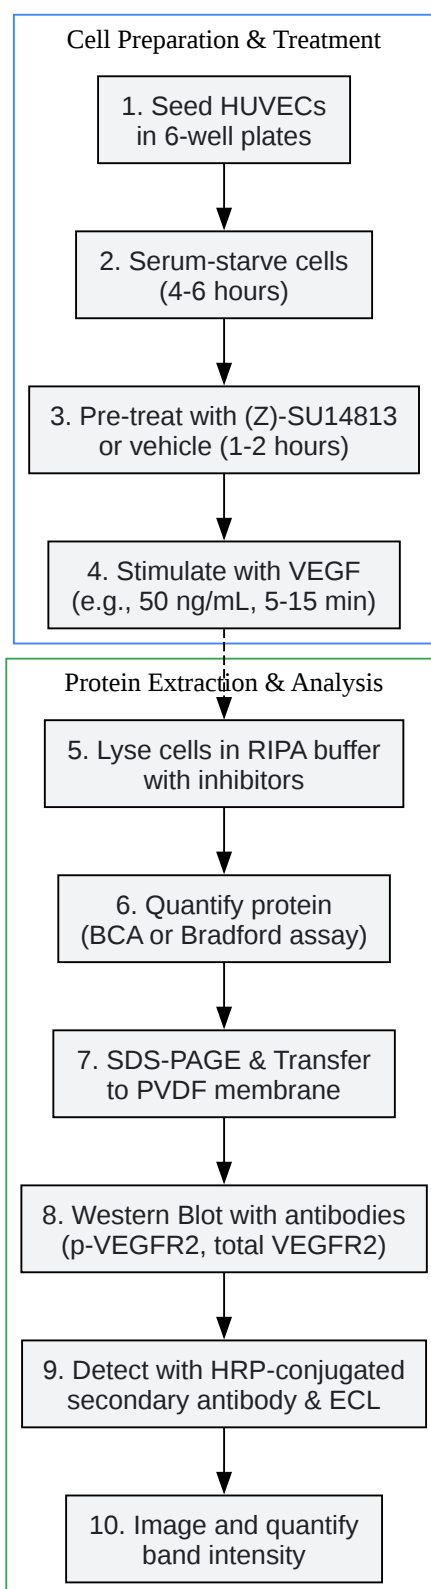 Cell Preparation & Treatment
1. Seed HUVECs
in 6-well plates
2. Serum-starve cells
(4-6 hours)
3. Pre-treat with (Z)-SU14813
or vehicle (1-2 hours)
4. Stimulate with VEGF
(e.g., 50 ng/mL, 5-15 min)
Protein Extraction & Analysis
5. Lyse cells in RIPA buffer
with inhibitors
6. Quantify protein
(BCA or Bradford assay)
7. SDS-PAGE & Transfer
to PVDF membrane
8. Western Blot with antibodies
(p-VEGFR2, total VEGFR2)
9. Detect with HRP-conjugated
secondary antibody & ECL
10. Image and quantify
band intensity